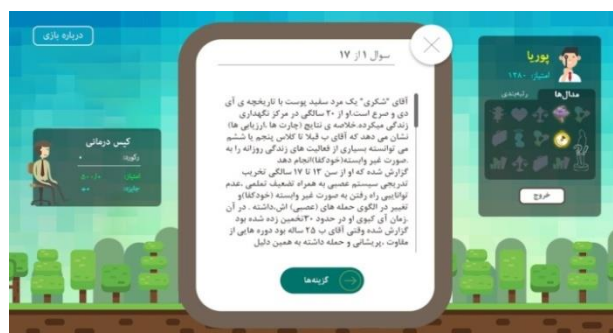 درباره بازی
سوال 1 از 17
آقای "شکری" یک مرد سفید پوست با تاریخچه ی آی
دی و صرع است.او از ۲۰ سالگی در مرکز نگهداری
زندگی میکرده.خلاصه ی نتایج (چارت ها ،ارزیابی ها)
نشان می دهد که آقای ب قبلا تا کلاس پنجم یا ششم
می توانسته بسیاری از فعالیت های زندگی روزانه را به
.صورت غیر وابسته(خودکفا)انجام دهد
گزارش شده که او از سن ۱۳ تا ۱۷ سالگی تخریب
تدریجی سیستم عصبی به همراه تضعیف تکلمی ،عدم
توانایی راه رفتن به صورت غیر وابسته (خودکفا)و
تغییر در الگوی حمله های (عصبی) اش،داشته . در آن
.زمان آی کیوی او در حدود ۳۰تخمین زده شده بود
گزارش شده وقتی آقای ب ۲۵ ساله بود دوره هایی از
مقاوت ،پریشانی و حمله داشته به همین دلیل
گزینه‌ها
پوریا
امتیاز: ۱۳۸۰
مدال‌ها
رتبه‌بندی
خروج
کیس درمانی
رکورد: ۰
امتیاز:
جایزه: